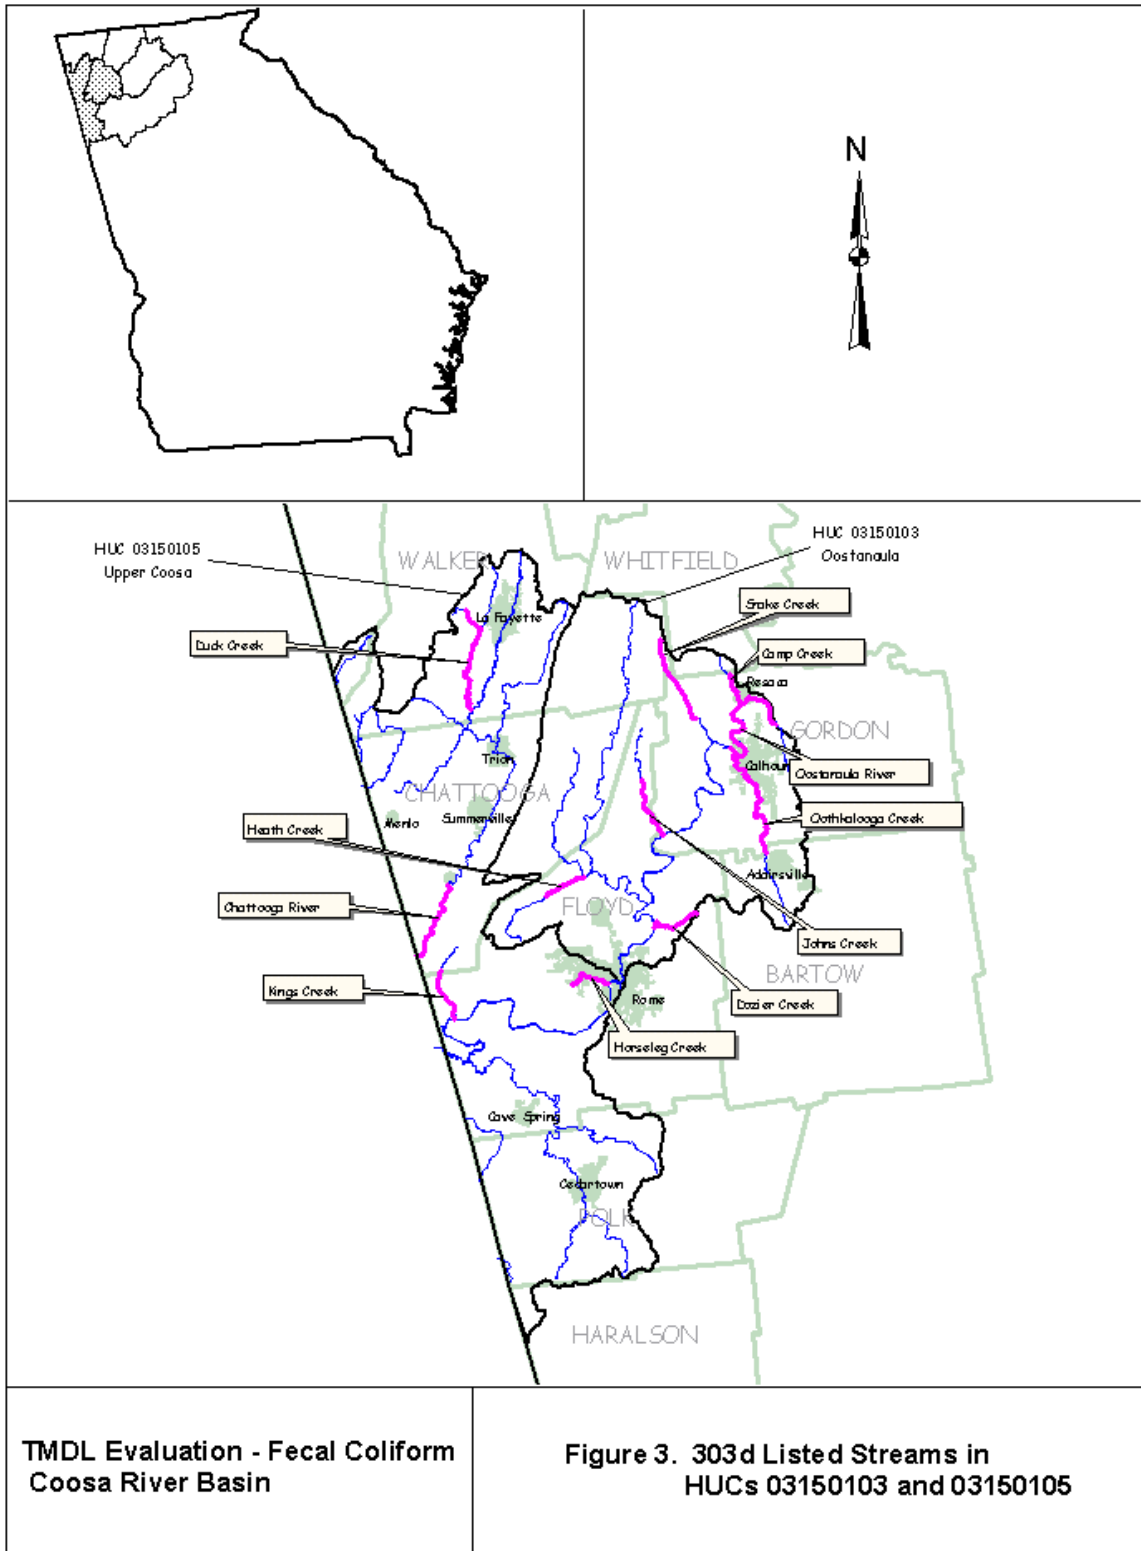 N
HUC 03150105
Upper Coosa
HUC 03150103
Oostanaula
WALKER
WHITFIELD
Snake Creek
La Fayette
Duck Creek
Camp Creek
Resaca
GORDON
Trion
Calhoun
Oostanaula River
CHATTOOGA
Menlo
Summerville
Heath Creek
Oothkalooga Creek
Adairsville
Chattooga River
FLOYD
Johns Creek
BARTOW
Kings Creek
Rome
Dozier Creek
Horseleg Creek
Cave Spring
Cedartown
POLK
HARALSON
TMDL Evaluation - Fecal Coliform
Coosa River Basin
Figure 3. 303d Listed Streams in
HUCs 03150103 and 03150105